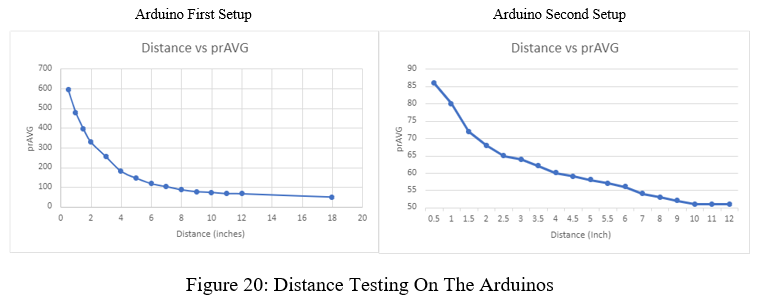 Arduino First Setup
Arduino Second Setup
Distance vs prAVG
700
600
500
400
300
200
100
0
prAVG
0 2 4 6 8 10 12 14 16 18 20
Distance (inches)
Distance vs prAVG
90
85
80
75
70
65
60
55
50
prAVG
0.5 1 1.5 2 2.5 3 3.5 4 4.5 5 5.5 6 7 8 9 10 11 12
Distance (Inch)
Figure 20: Distance Testing On The Arduinos